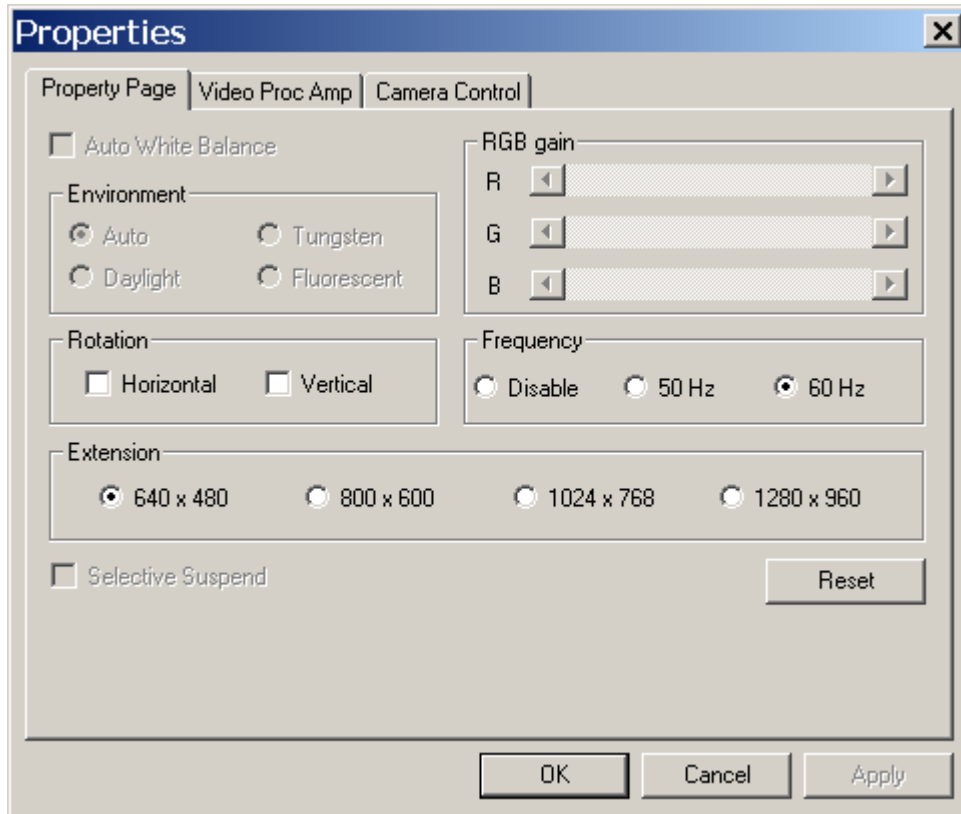 Properties
Property Page Video Proc Amp Camera Control
Auto White Balance
Environment
Auto Tungsten
Daylight Fluorescent
RGB gain
R
G
B
Rotation
Horizontal Vertical
Frequency
Disable 50 Hz 60 Hz
Extension
640 x 480 800 x 600 1024 x 768 1280 x 960
Selective Suspend
Reset
OK Cancel Apply